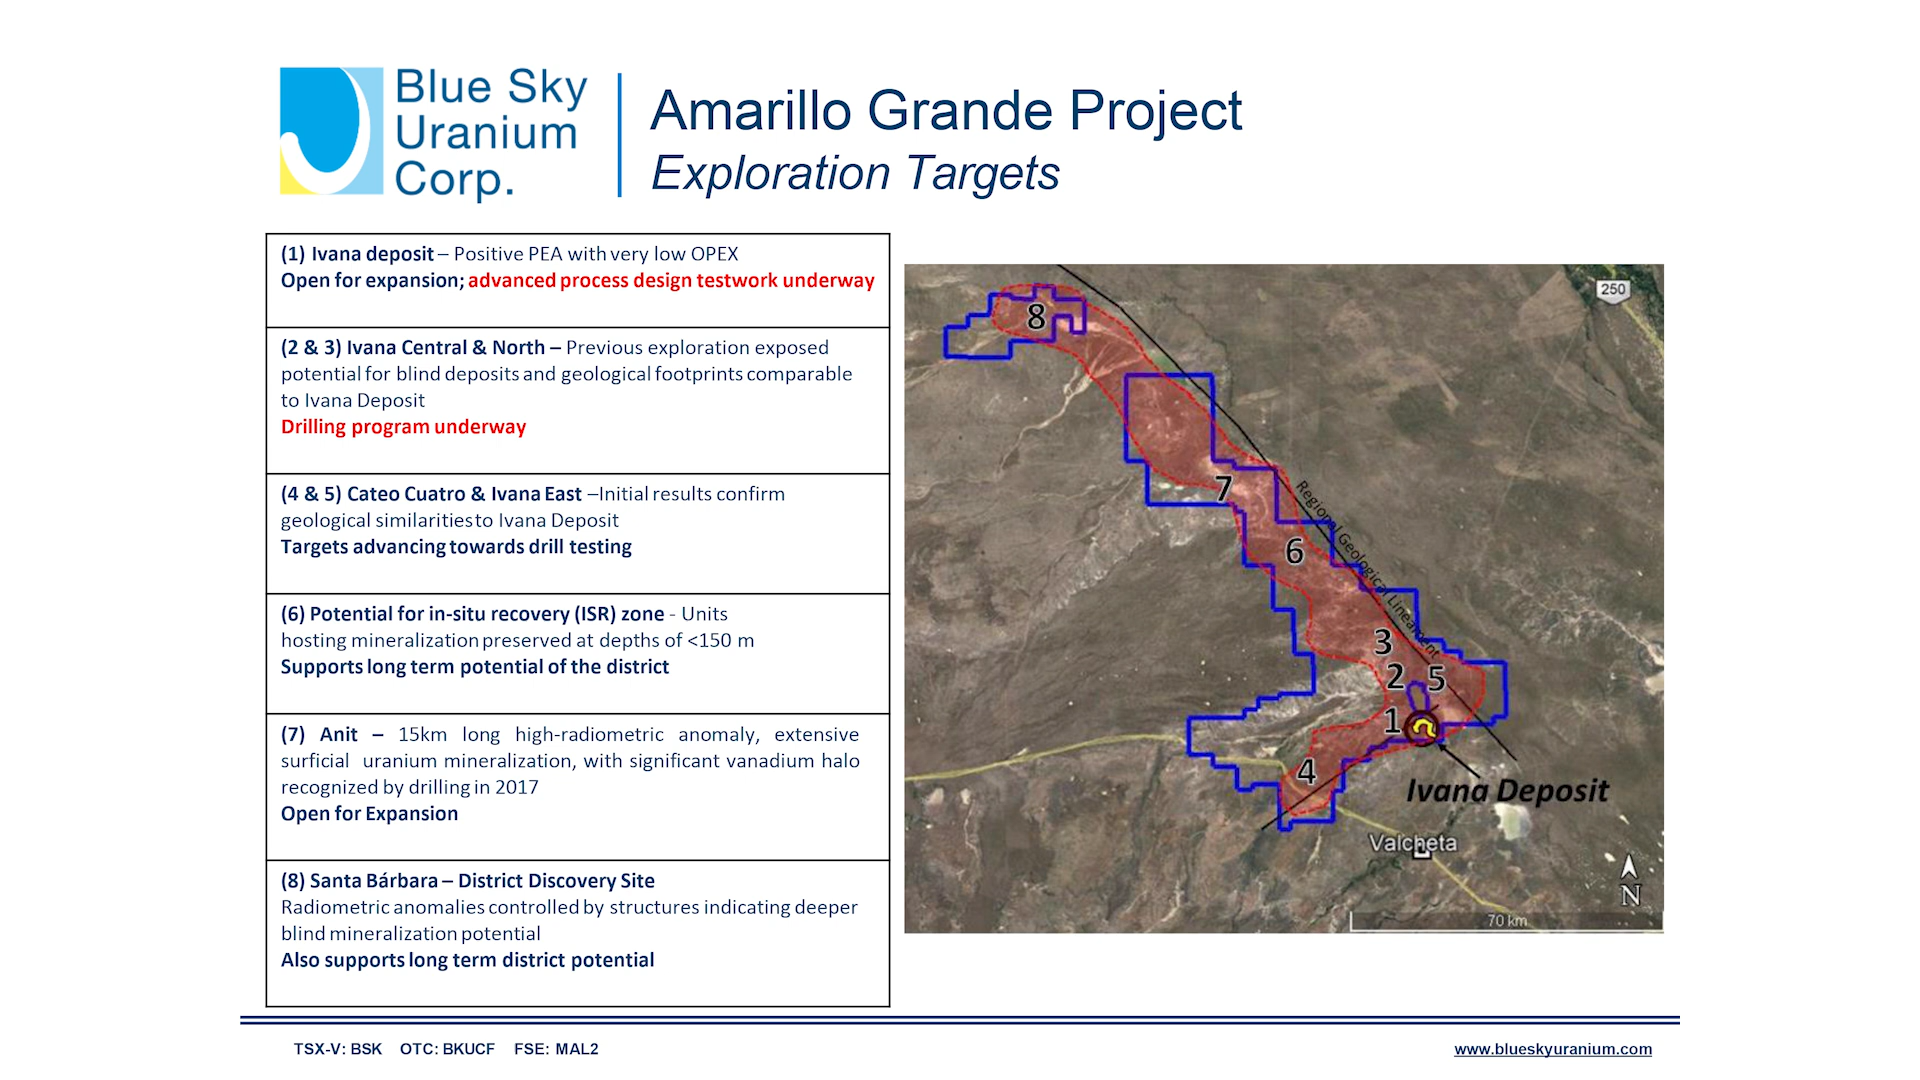 Blue Sky
Uranium
Corp.
Amarillo Grande Project
Exploration Targets
(1) Ivana deposit – Positive PEA with very low OPEX
Open for expansion; advanced process design testwork underway
(2 & 3) Ivana Central & North – Previous exploration exposed
potential for blind deposits and geological footprints comparable
to Ivana Deposit
Drilling program underway
(4 & 5) Cateo Cuatro & Ivana East –Initial results confirm
geological similarities to Ivana Deposit
Targets advancing towards drill testing
(6) Potential for in-situ recovery (ISR) zone - Units
hosting mineralization preserved at depths of <150 m
Supports long term potential of the district
(7) Anit – 15km long high-radiometric anomaly, extensive
surficial uranium mineralization, with significant vanadium halo
recognized by drilling in 2017
Open for Expansion
(8) Santa Bárbara – District Discovery Site
Radiometric anomalies controlled by structures indicating deeper
blind mineralization potential
Also supports long term district potential
250
8
7
6
Regional Geological Lineament
3
2
5
1
4
Ivana Deposit
Valcheta
N
70 km
TSX-V: BSK OTC: BKUCF FSE: MAL2
www.blueskyuranium.com